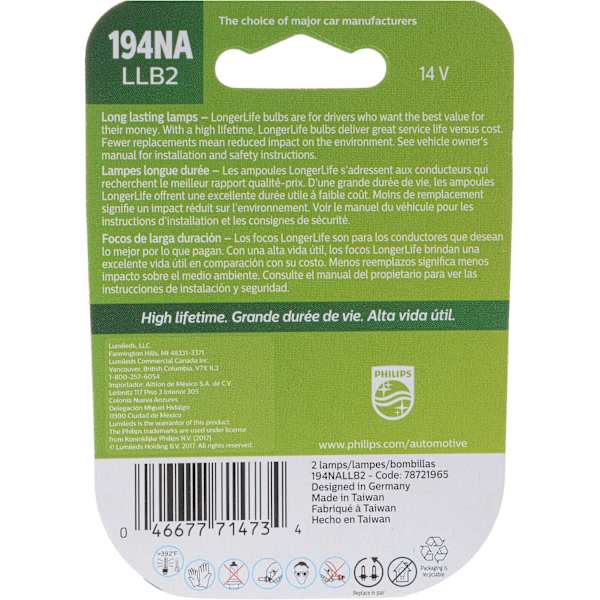 The choice of major car manufacturers
194NA
LLB2
14 V
Long lasting lamps – LongerLife bulbs are for drivers who want the best value for
their money. With a high lifetime, LongerLife bulbs deliver great service life versus cost.
Fewer replacements mean reduced impact on the environment. See vehicle owner's
manual for installation and safety instructions.
Lampes longue durée – Les ampoules LongerLife s'adressent aux conducteurs qui
recherchent le meilleur rapport qualité-prix. D'une grande durée de vie, les ampoules
LongerLife offrent une excellente durée utile à faible coût. Moins de remplacement
signifie un impact réduit sur l'environnement. Voir le manuel du véhicule pour les
instructions d'installation et les consignes de sécurité.
Focos de larga duración – Los focos LongerLife son para los conductores que desean
lo mejor por lo que pagan. Con una alta vida útil, los focos LongerLife brindan una
excelente vida útil en comparación con su costo. Menos reemplazos significa menos
impacto sobre el medio ambiente. Consulte el manual del propietario para ver las
instrucciones de instalación y seguridad.
High lifetime. Grande durée de vie. Alta vida útil.
Lumileds, LLC.
Farmington Hills, MI 48331-3371
Lumileds Commercial Canada Inc.
Vancouver, British Columbia, V7X 1L3
1-800-257-6054
Importador: Altion de México S.A. de C.V.
Leibnitz 117 Piso 3 Interior 305
Colonia Nueva Anzures
Delegación Miguel Hidalgo
11590 Ciudad de México
Lumileds is the warrantor of this product.
The Philips trademarks are used under license
from Koninklijke Philips N.V. (2017)
© Lumileds Holding B.V. 2017. All rights reserved.
PHILIPS
www.philips.com/automotive
2 lamps/lampes/bombillas
194NALLB2 - Code: 78721965
Designed in Germany
Made in Taiwan
Fabriqué à Taiwan
Hecho en Taiwan
0 46677 71473 4
+392°F
Replace in pair
Packaging is
recyclable